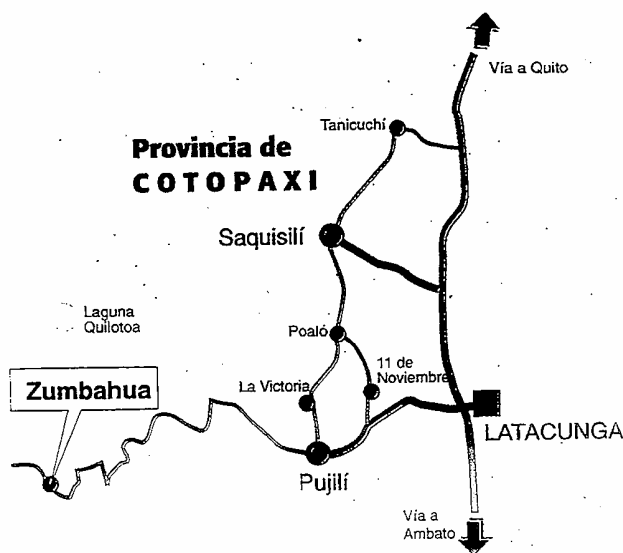 Vía a Quito
Tanicuchí
Provincia de
COTOPAXI
Saquisilí
Laguna
Quilotoa
Poaló
11 de
Noviembre
La Victoria
Zumbahua
LATACUNGA
Pujilí
Vía a
Ambato